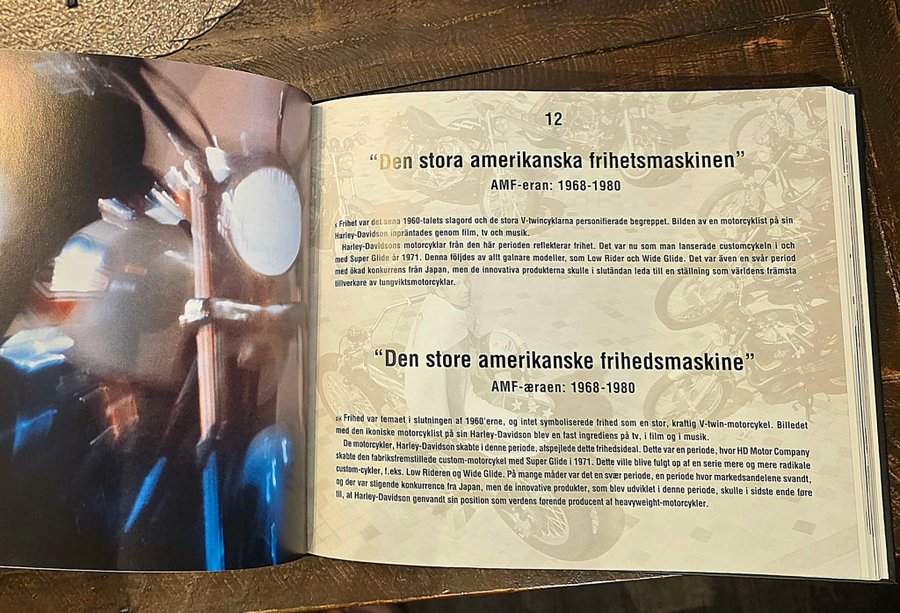 12
“Den stora amerikanska frihetsmaskinen”
AMF-eran: 1968-1980
S Frihet var det sena 1960-talets slagord och de stora V-twincyklarna personifierade begreppet. Bilden av en motorcyklist på sin
Harley-Davidson inpräntades genom film, tv och musik.
Harley-Davidsons motorcyklar från den här perioden reflekterar frihet. Det var nu som man lanserade customcykeln i och
med Super Glide år 1971. Denna följdes av allt galnare modeller, som Low Rider och Wide Glide. Det var även en svår period
med ökad konkurrens från Japan, men de innovativa produkterna skulle i slutändan leda till en ställning som världens främsta
tillverkare av tungviktsmotorcyklar.
“Den store amerikanske frihedsmaskine”
AMF-æraen: 1968-1980
DK Frihed var temaet i slutningen af 1960'erne, og intet symboliserede frihed som en stor, kraftig V-twin-motorcykel. Billedet
med den ikoniske motorcyklist på sin Harley-Davidson blev en fast ingrediens på tv, i film og i musik.
De motorcykler, Harley-Davidson skabte i denne periode, afspejlede dette frihedsideal. Dette var en periode, hvor HD Motor Company
skabte den fabriksfremstillede custom-motorcykel med Super Glide i 1971. Dette ville blive fulgt op af en serie mere og mere radikale
custom-cykler, f.eks. Low Rideren og Wide Glide. På mange måder var det en svær periode, en periode hvor markedsandelene svandt,
og der var stigende konkurrence fra Japan, men de innovative produkter, som blev udviklet i denne periode, skulle i sidste ende føre
til, at Harley-Davidson genvandt sin position som verdens førende producent af heavyweight-motorcykler.